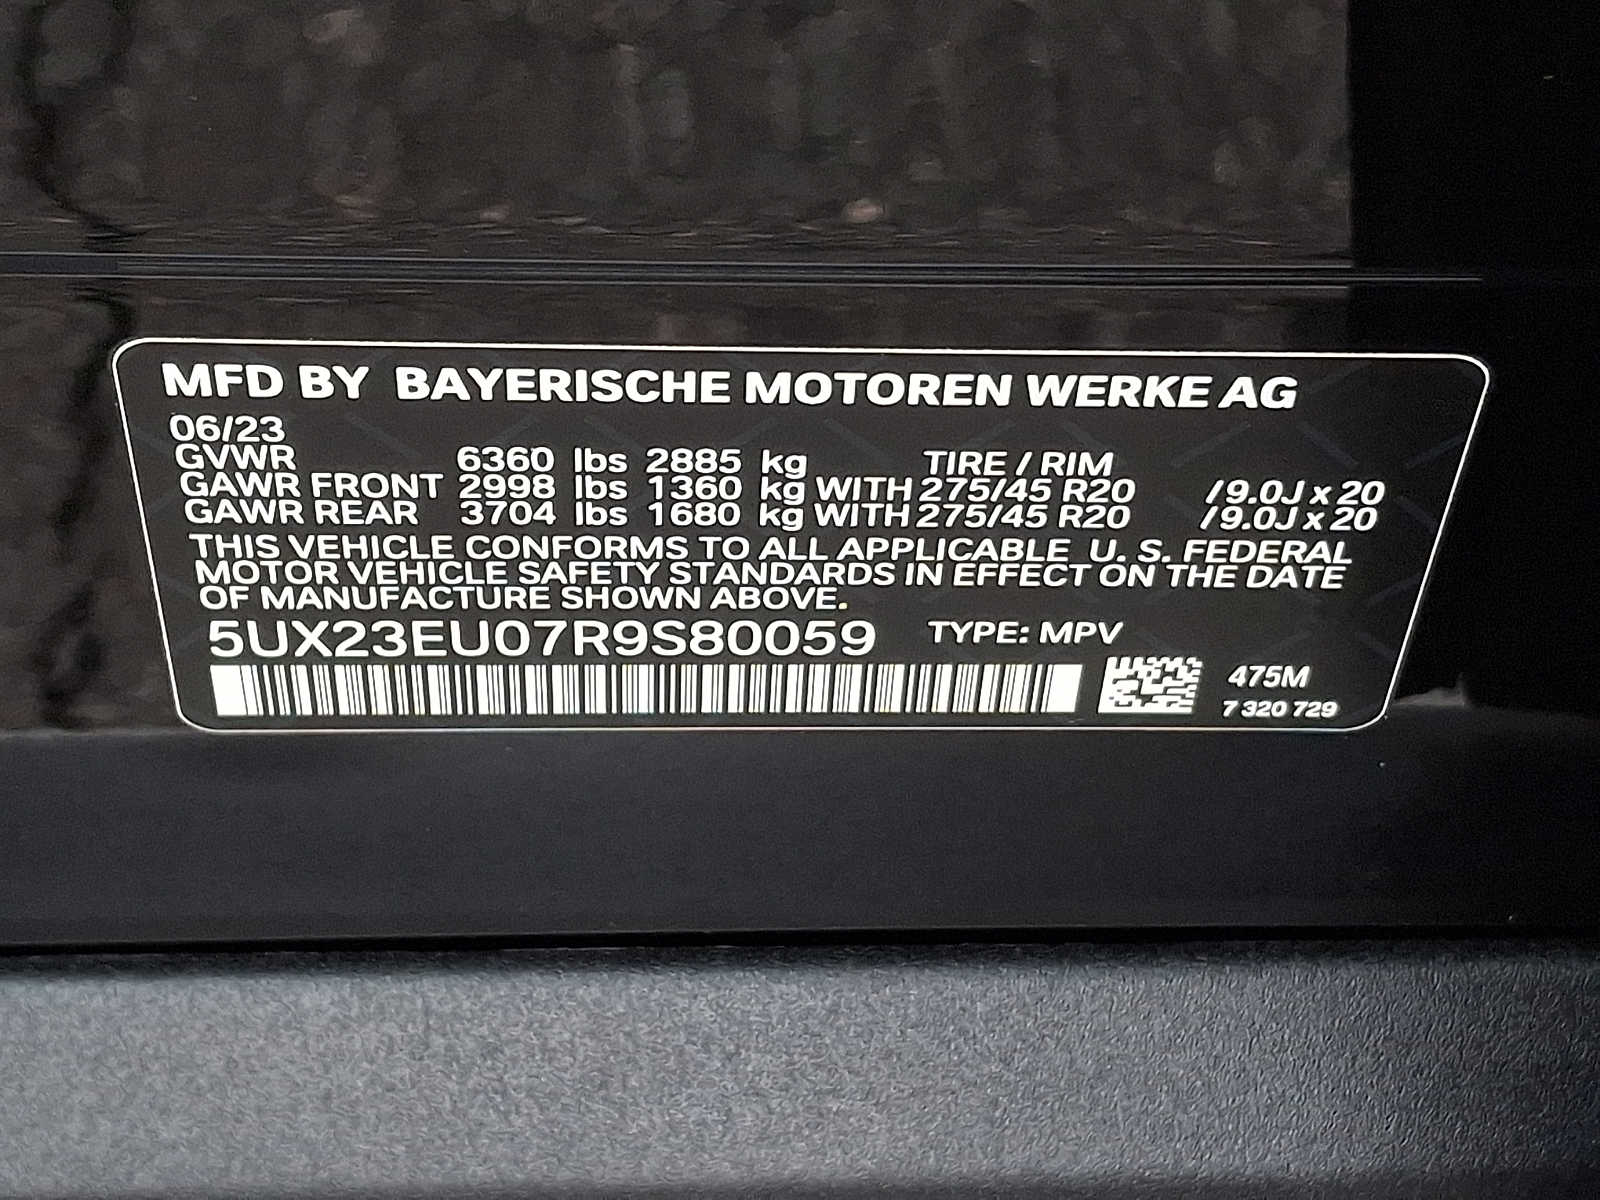 MFD BY BAYERISCHE MOTOREN WERKE AG
06/23
GVWR 6360 lbs 2885 kg TIRE / RIM
GAWR FRONT 2998 lbs 1360 kg WITH 275/45 R20 / 9.0J x 20
GAWR REAR 3704 lbs 1680 kg WITH 275/45 R20 / 9.0J x 20
THIS VEHICLE CONFORMS TO ALL APPLICABLE U. S. FEDERAL
MOTOR VEHICLE SAFETY STANDARDS IN EFFECT ON THE DATE
OF MANUFACTURE SHOWN ABOVE.
5UX23EU07R9S80059 TYPE: MPV
475M
7 320 729